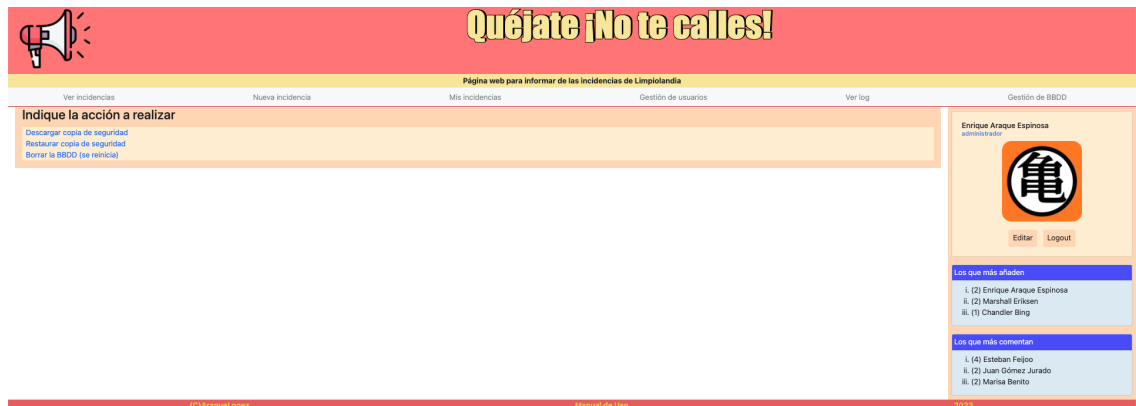 Quéjate ¡No te calles!
Página web para informar de las incidencias de Limpiolandia
Ver incidencias Nueva incidencia Mis incidencias Gestión de usuarios Ver log Gestión de BBDD
Indique la acción a realizar
Descargar copia de seguridad
Restaurar copia de seguridad
Borrar la BBDD (se reinicia)
Enrique Araque Espinosa
administrador
亀
Editar Logout
Los que más añaden
i. (2) Enrique Araque Espinosa
ii. (2) Marshall Eriksen
iii. (1) Chandler Bing
Los que más comentan
i. (4) Esteban Feijoo
ii. (2) Juan Gómez Jurado
iii. (2) Marisa Benito
Manual de Uso 2023